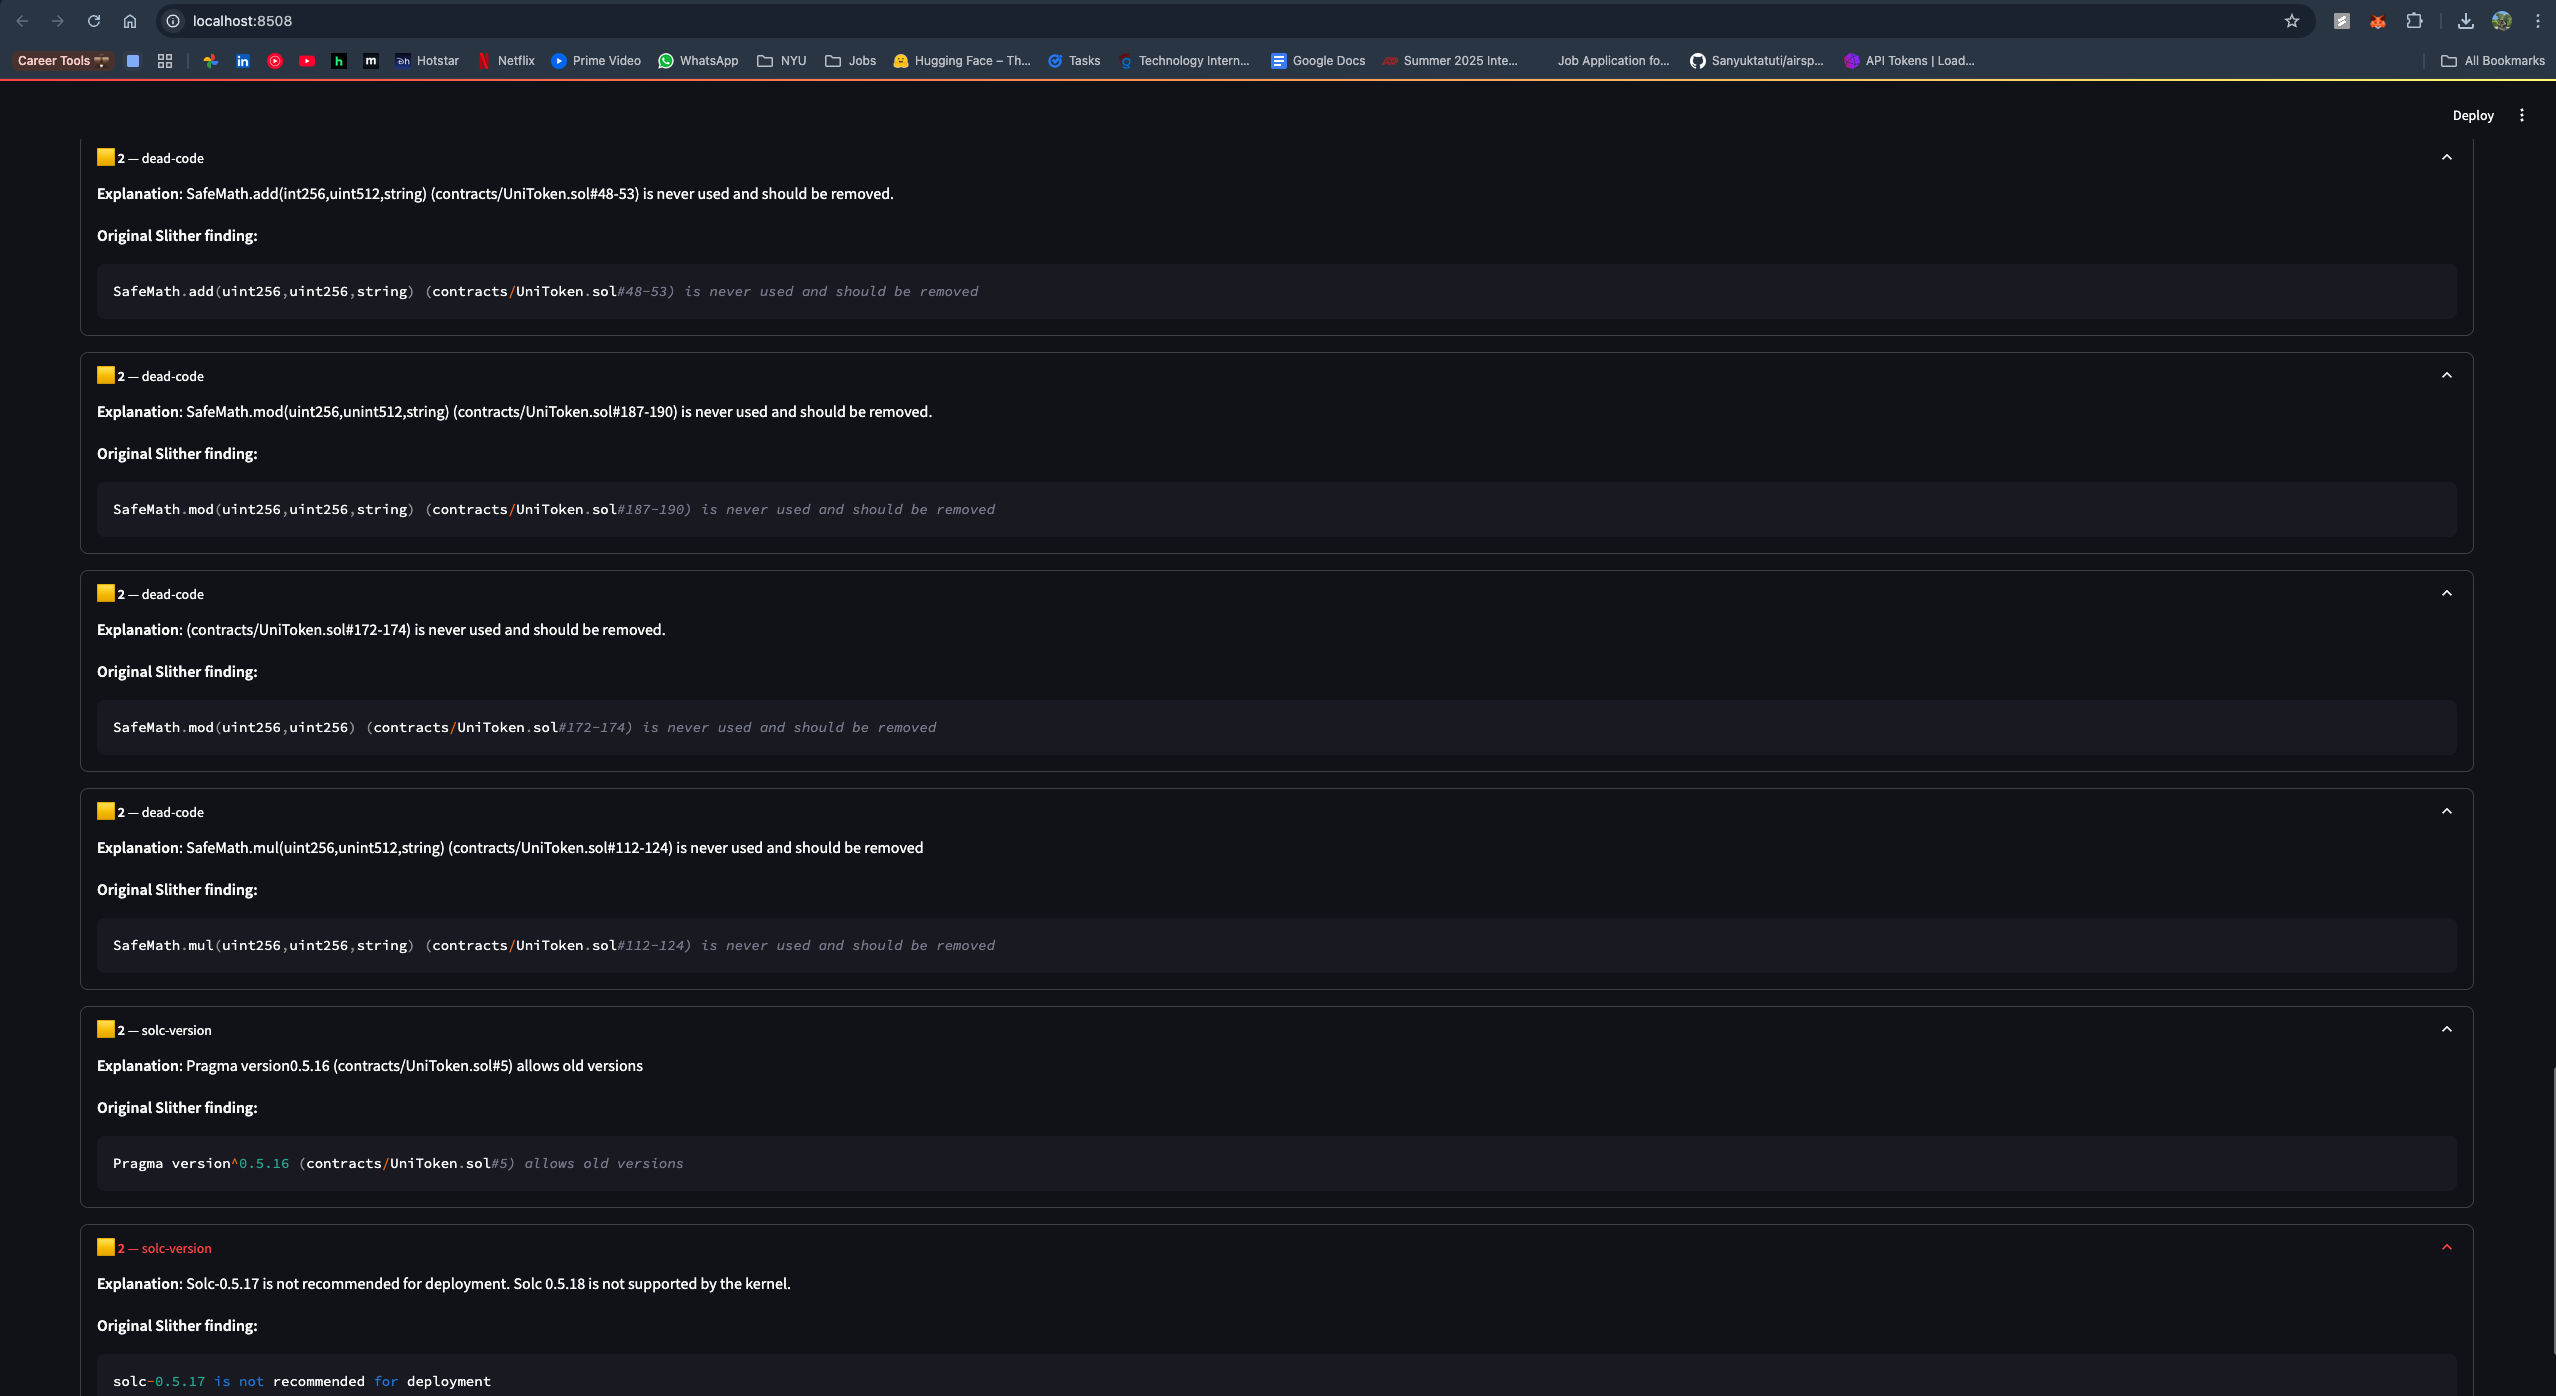 localhost:8508
Career Tools
Hotstar
Netflix
Prime Video
WhatsApp
NYU
Jobs
Hugging Face – Th...
Tasks
Technology Intern...
Google Docs
Summer 2025 Inte...
Job Application fo...
Sanyuktatuti/airsp...
API Tokens | Load...
All Bookmarks
Deploy
2 — dead-code
Explanation: SafeMath.add(int256,uint512,string) (contracts/UniToken.sol#48-53) is never used and should be removed.
Original Slither finding:
SafeMath.add(uint256,uint256,string) (contracts/UniToken.sol#48-53) is never used and should be removed
2 — dead-code
Explanation: SafeMath.mod(uint256,unint512,string) (contracts/UniToken.sol#187-190) is never used and should be removed.
Original Slither finding:
SafeMath.mod(uint256,uint256,string) (contracts/UniToken.sol#187-190) is never used and should be removed
2 — dead-code
Explanation: (contracts/UniToken.sol#172-174) is never used and should be removed.
Original Slither finding:
SafeMath.mod(uint256,uint256) (contracts/UniToken.sol#172-174) is never used and should be removed
2 — dead-code
Explanation: SafeMath.mul(uint256,unint512,string) (contracts/UniToken.sol#112-124) is never used and should be removed
Original Slither finding:
SafeMath.mul(uint256,uint256,string) (contracts/UniToken.sol#112-124) is never used and should be removed
2 — solc-version
Explanation: Pragma version0.5.16 (contracts/UniToken.sol#5) allows old versions
Original Slither finding:
Pragma version^0.5.16 (contracts/UniToken.sol#5) allows old versions
2 — solc-version
Explanation: Solc-0.5.17 is not recommended for deployment. Solc 0.5.18 is not supported by the kernel.
Original Slither finding:
solc-0.5.17 is not recommended for deployment